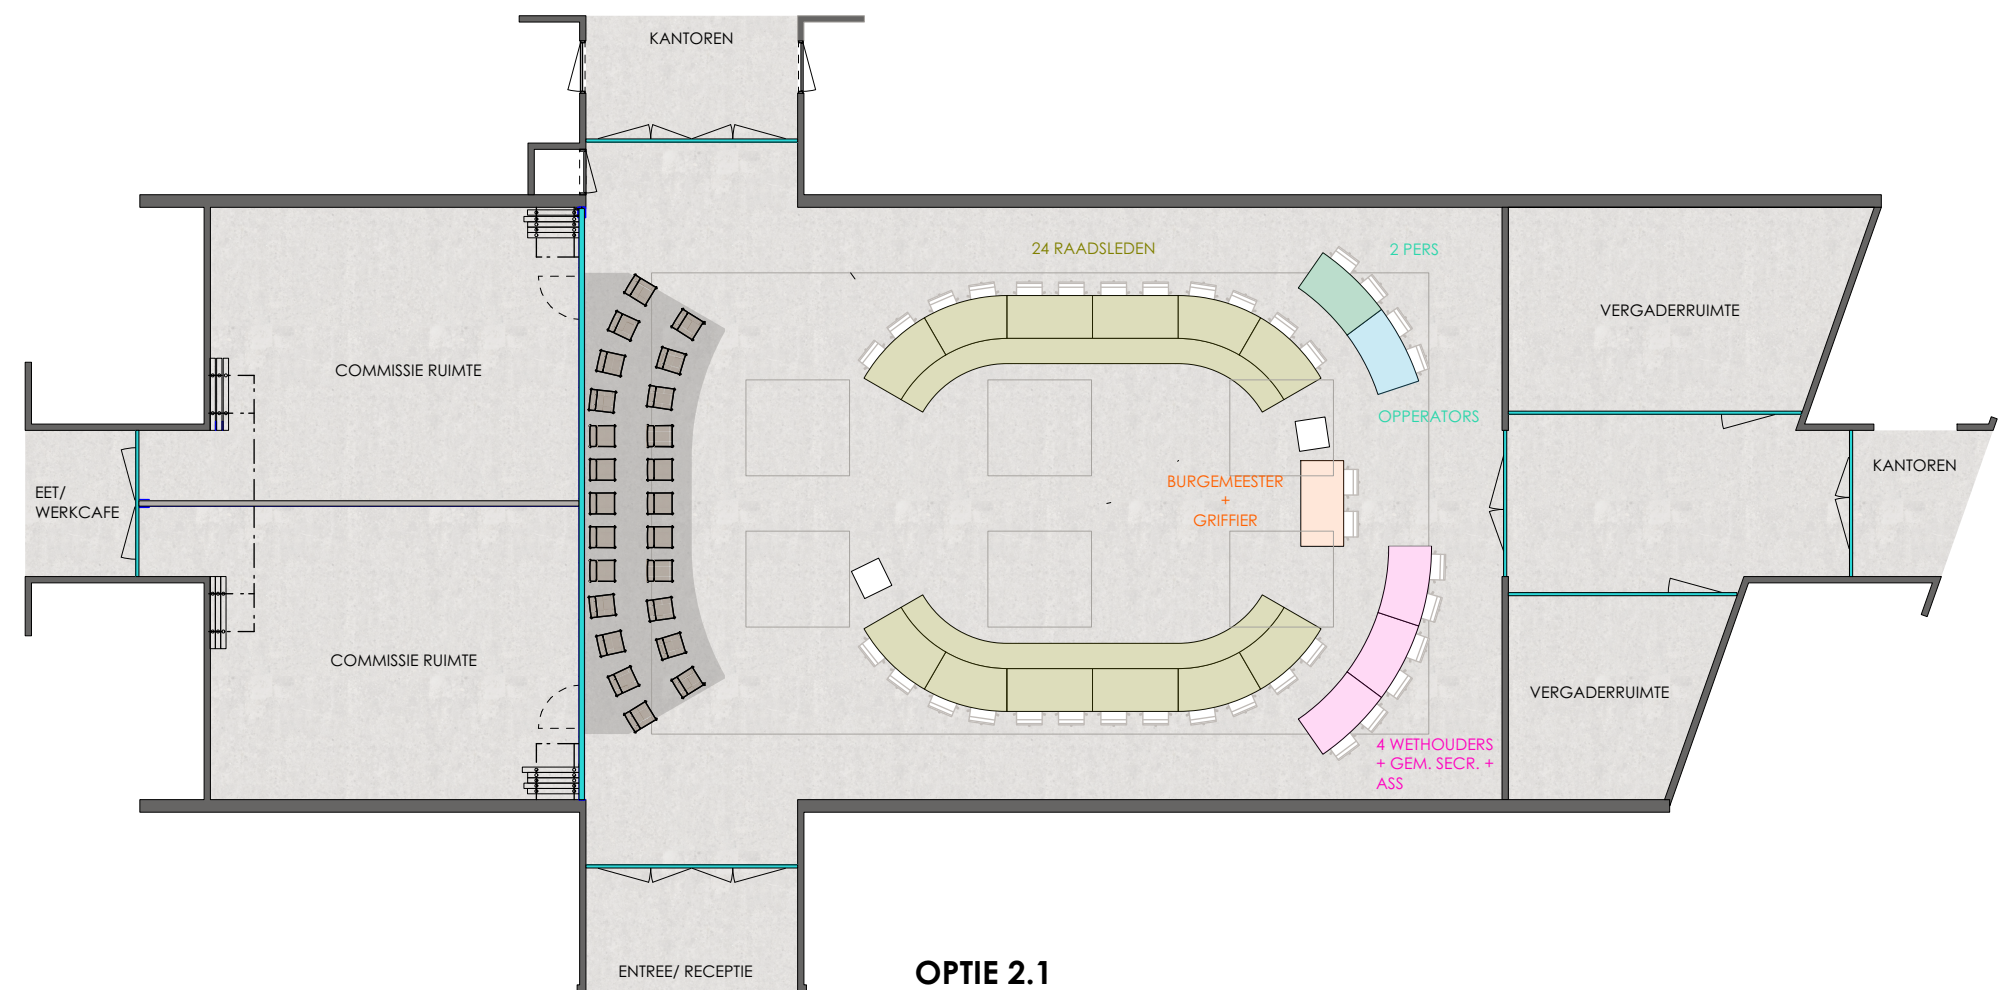 KANTOREN
24 RAADSLEDEN
2 PERS
VERGADERRUIMTE
COMMISSIE RUIMTE
OPPERATORS
KANTOREN
BURGEMEESTER
+
GRIFFIER
EET/
WERKCAFE
COMMISSIE RUIMTE
VERGADERRUIMTE
4 WETHOUDERS
+ GEM. SECR. +
ASS
ENTREE/ RECEPTIE
OPTIE 2.1